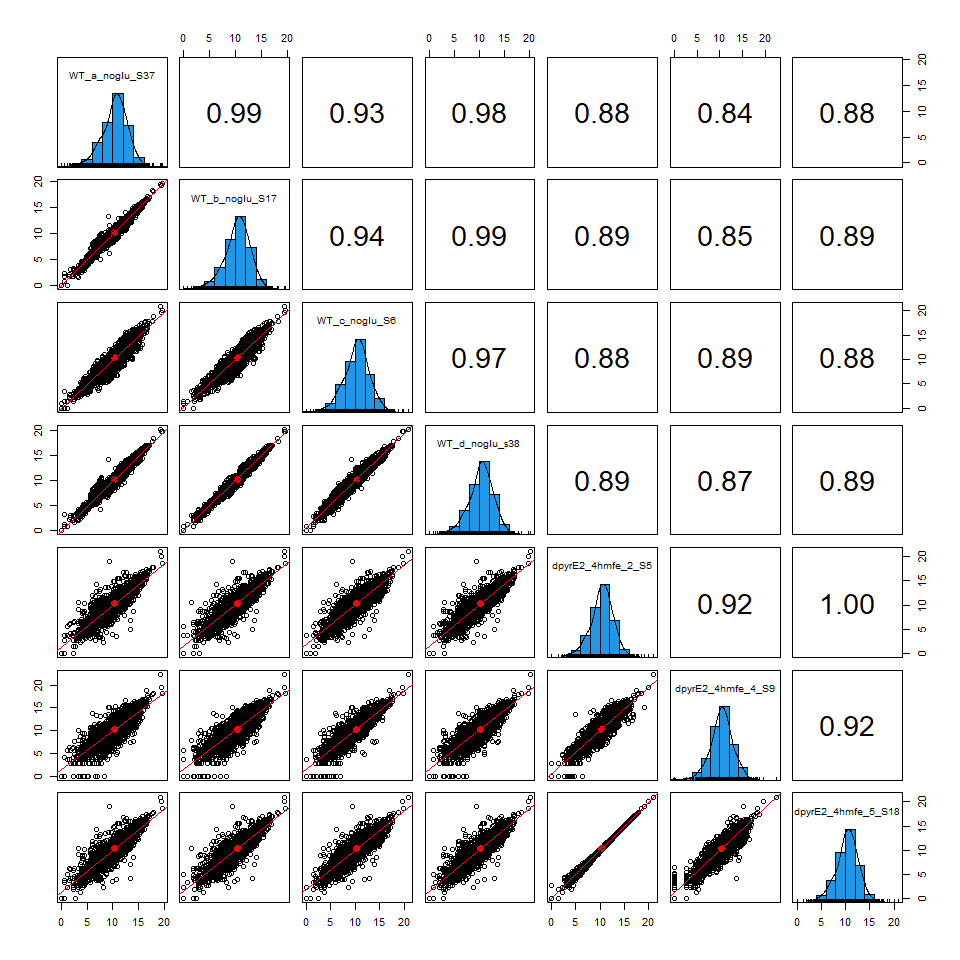 0 5 10 15 20 0 5 10 15 20 0 5 10 15 20
WT_a_noglu_S37 0.99 0.93 0.98 0.88 0.84 0.88 0 5 10 15 20
0 5 10 15 20 WT_b_noglu_S17 0.94 0.99 0.89 0.85 0.89
WT_c_noglu_S6 0.97 0.88 0.89 0.88 0 5 10 15 20
0 5 10 15 20 WT_d_noglu_s38 0.89 0.87 0.89
dpyrE2_4hmfe_2_S5 0.92 1.00 0 5 10 15 20
0 5 10 15 20 dpyrE2_4hmfe_4_S9 0.92
dpyrE2_4hmfe_5_S18 0 5 10 15 20
0 5 10 15 20 0 5 10 15 20 0 5 10 15 20 0 5 10 15 20